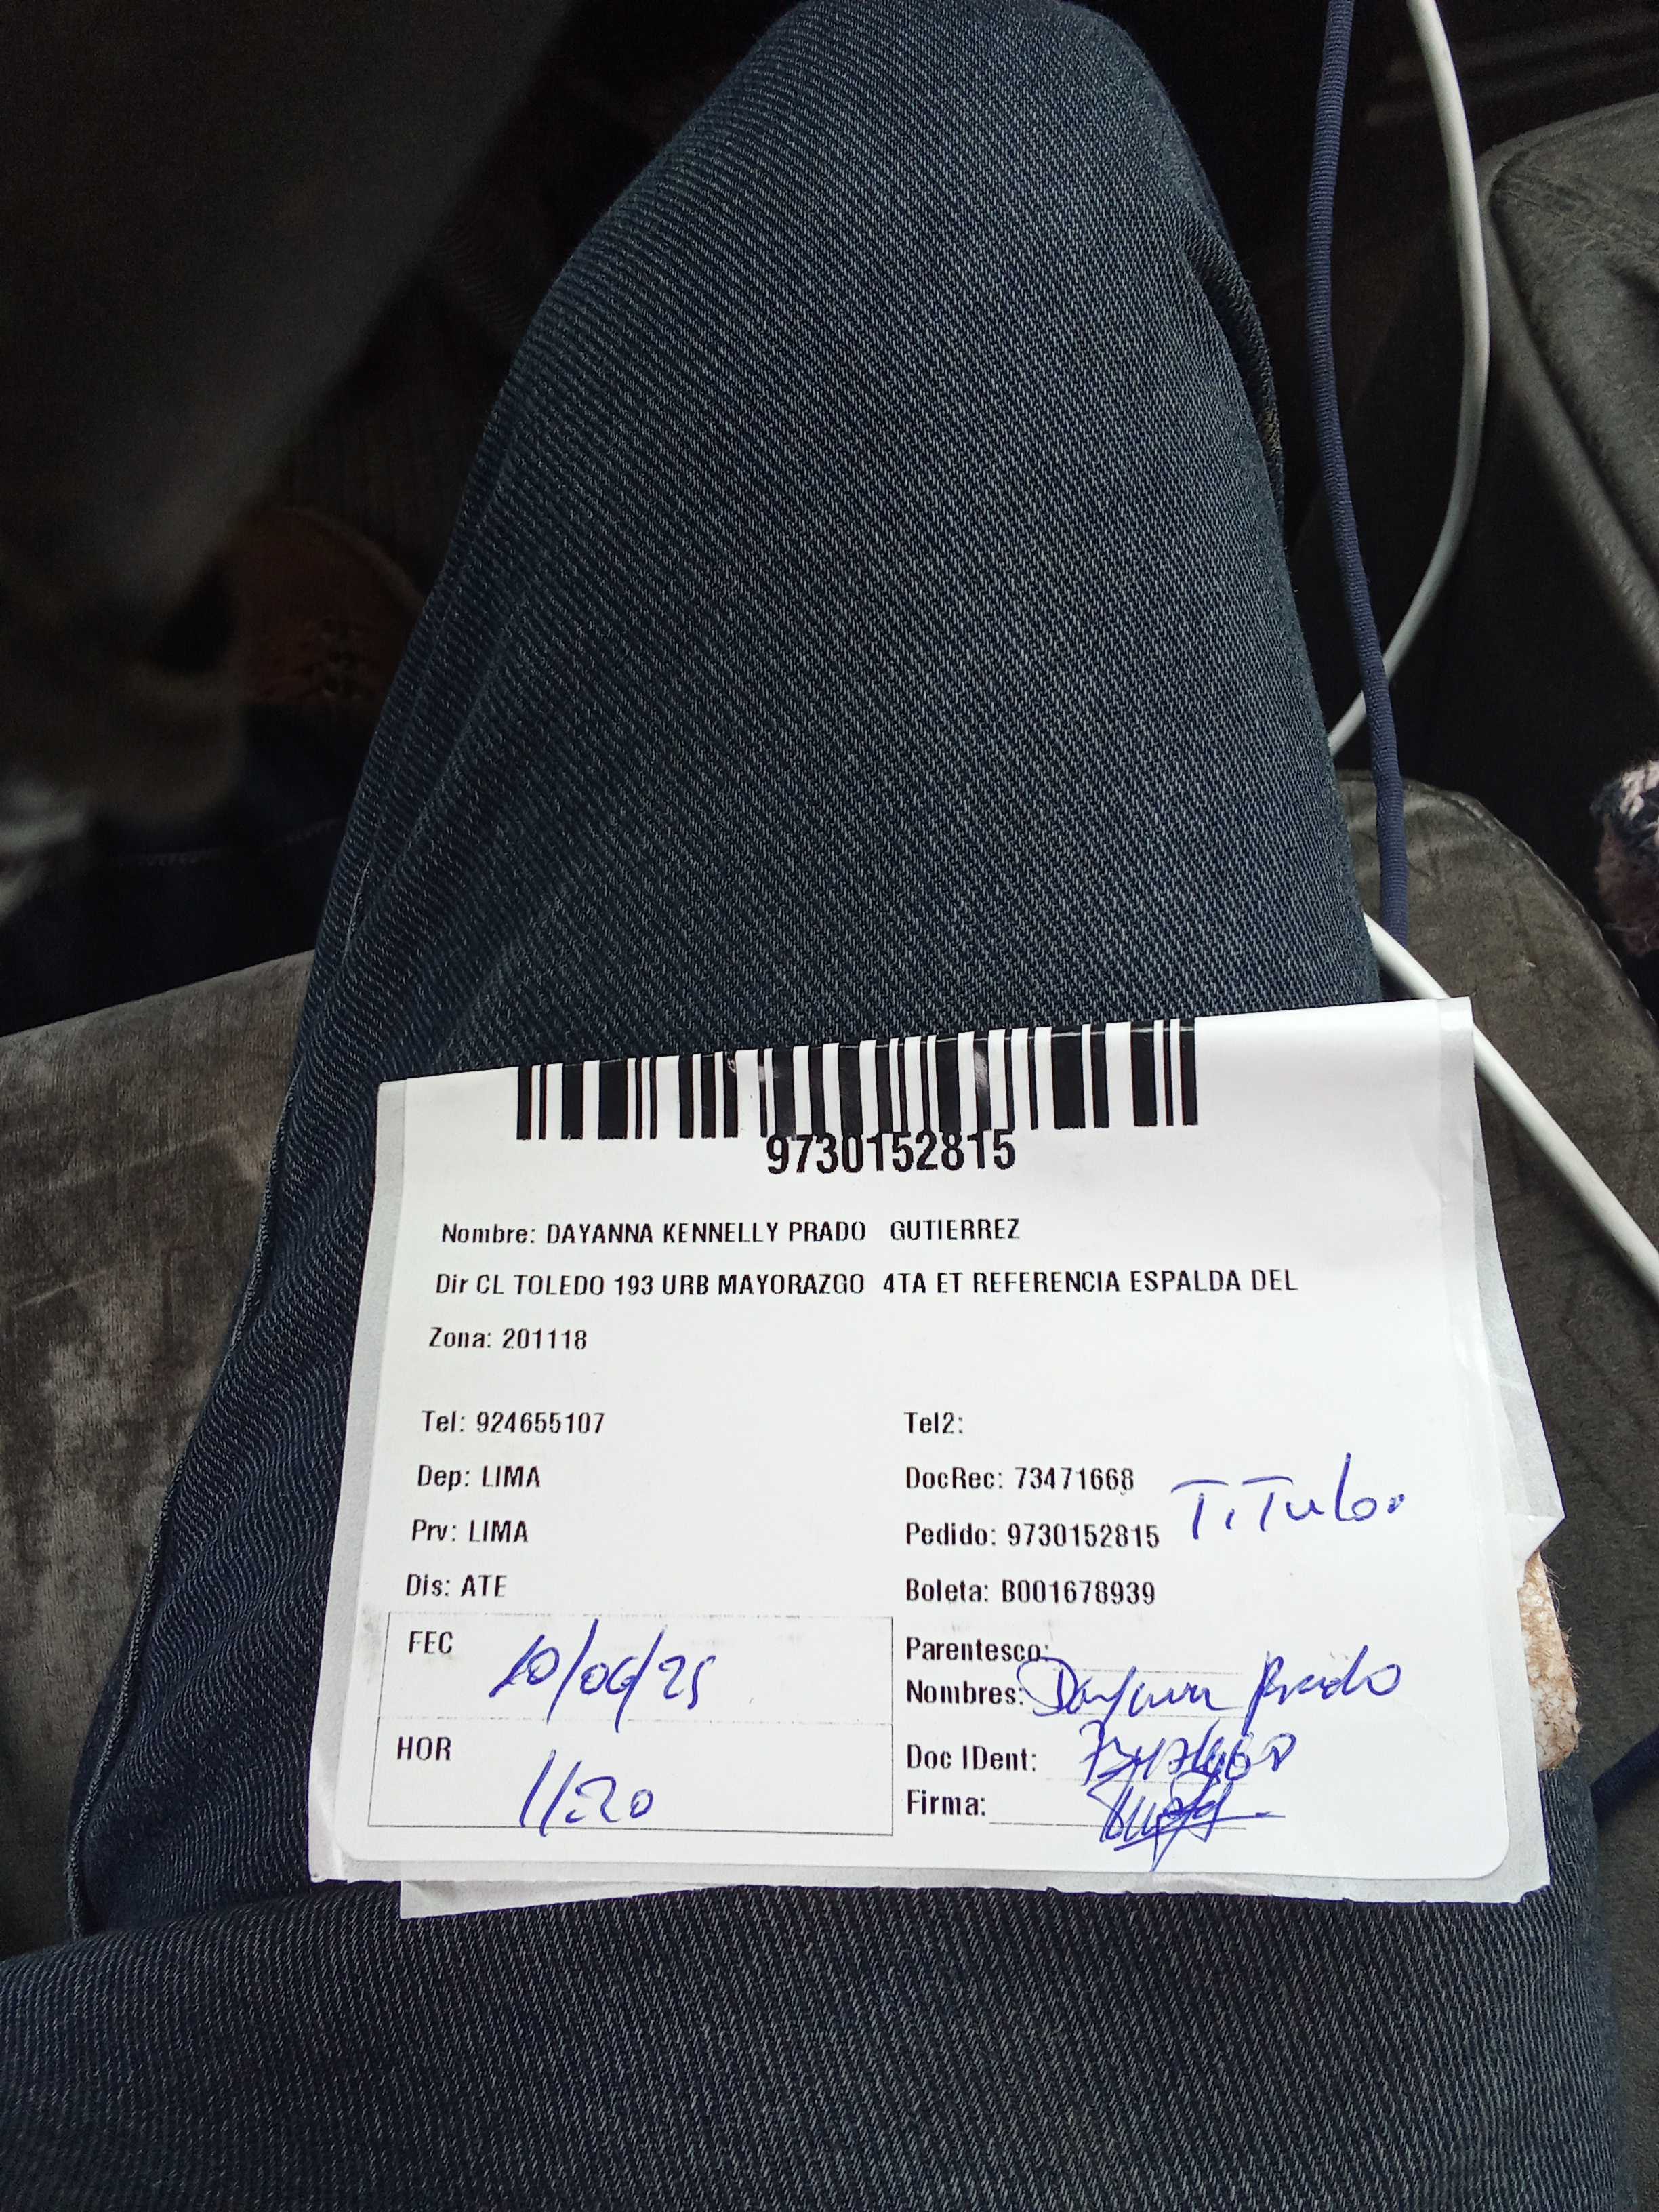 9730152815
Nombre: DAYANNA KENNELLY PRADO GUTIERREZ
Dir CL TOLEDO 193 URB MAYORAZGO 4TA ET REFERENCIA ESPALDA DEL
Zona: 201118
Tel: 924655107 Tel2:
Dep: LIMA DocRec: 73471668 TiTular
Prv: LIMA Pedido: 9730152815
Dis: ATE Boleta: B001678939
FEC 10/06/25
Parentesco:
Nombres: Dayanna Prado
HOR 11:20
Doc IDent: 73471668
Firma: